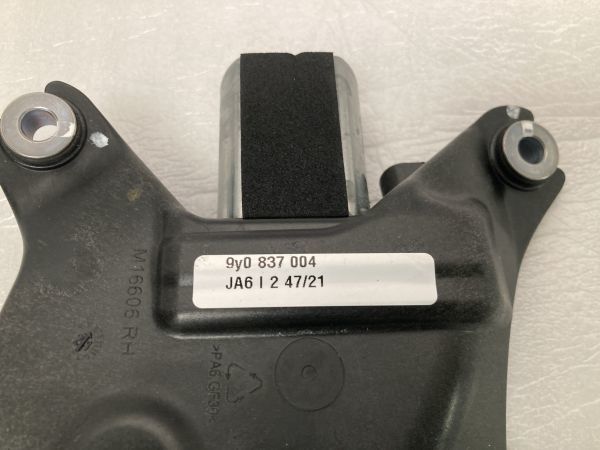 9y0 837 004
JA6 I 2 47/21
M16606 RH
>PA6 GF30<